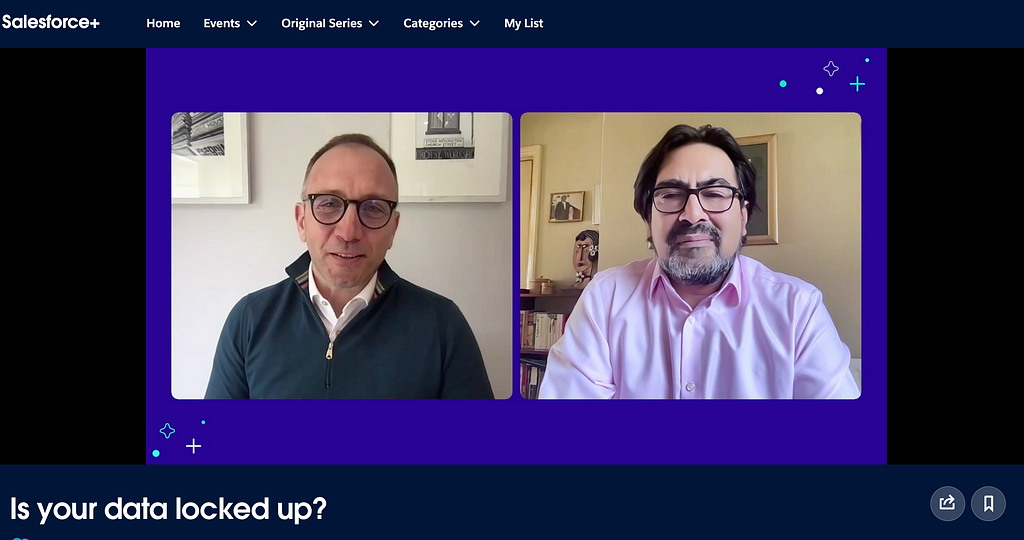 Salesforce+
Home
Events
Original Series
Categories
My List
Is your data locked up?